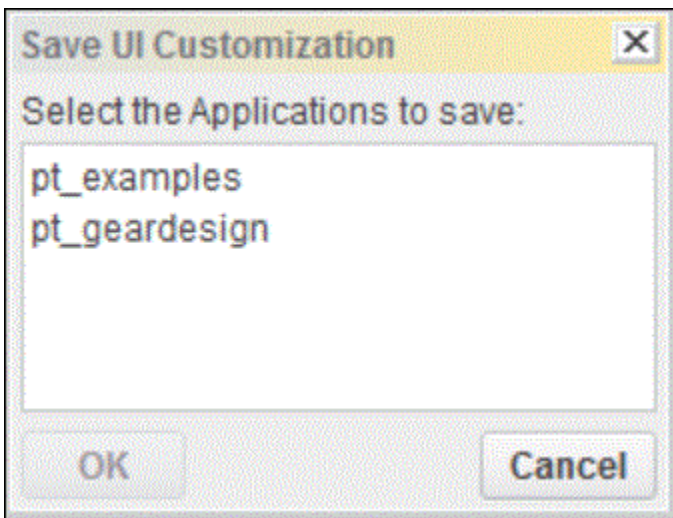 Save UI Customization
Select the Applications to save:
pt_examples
pt_geardesign
OK
Cancel